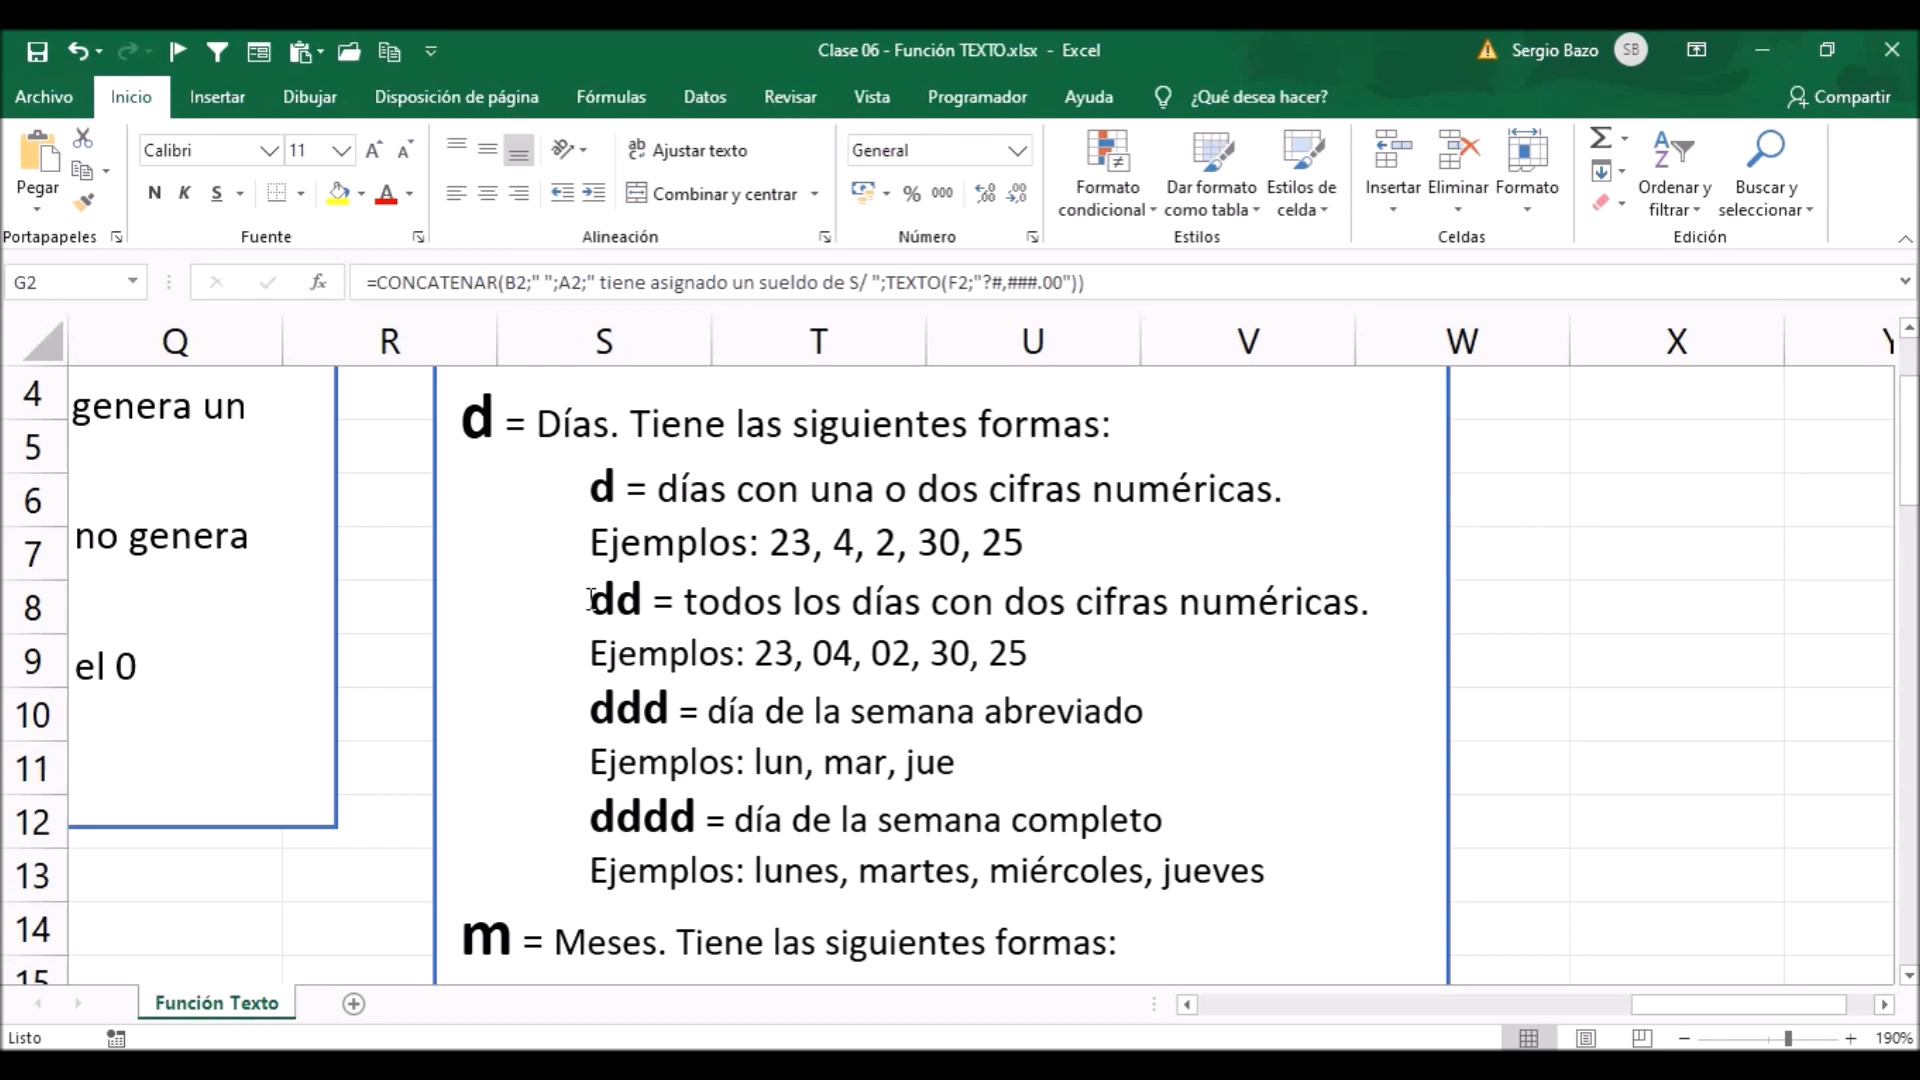 Clase 06 - Función TEXTO.xlsx - Excel
Sergio Bazo
SB
Archivo
Inicio
Insertar
Dibujar
Disposición de página
Fórmulas
Datos
Revisar
Vista
Programador
Ayuda
¿Qué desea hacer?
Compartir
Pegar
Calibri
11
N K S
Ajustar texto
Combinar y centrar
General
% 000
Formato condicional
Dar formato como tabla
Estilos de celda
Insertar
Eliminar
Formato
Ordenar y filtrar
Buscar y seleccionar
Portapapeles
Fuente
Alineación
Número
Estilos
Celdas
Edición
G2
fx
=CONCATENAR(B2;" ";A2;" tiene asignado un sueldo de S/ ";TEXTO(F2;"?#,###.00"))
Q R S T U V W X Y
4
5
6
7
8
9
10
11
12
13
14
15
genera un
no genera
el 0
d = Días. Tiene las siguientes formas:
d = días con una o dos cifras numéricas.
Ejemplos: 23, 4, 2, 30, 25
dd = todos los días con dos cifras numéricas.
Ejemplos: 23, 04, 02, 30, 25
ddd = día de la semana abreviado
Ejemplos: lun, mar, jue
dddd = día de la semana completo
Ejemplos: lunes, martes, miércoles, jueves
m = Meses. Tiene las siguientes formas:
Función Texto
Listo
190%